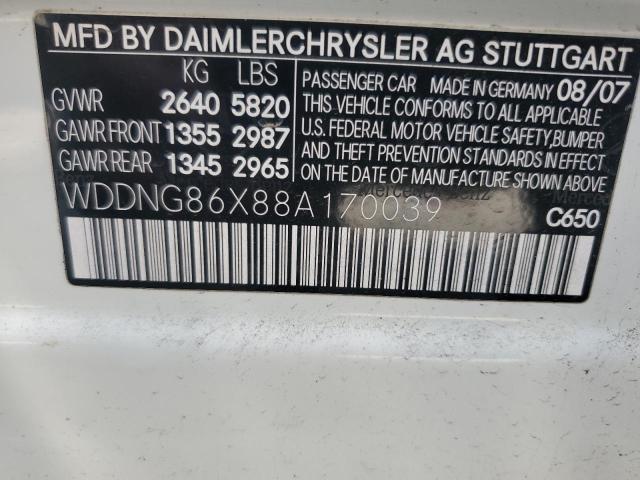 MFD BY DAIMLERCHRYSLER AG STUTTGART
KG LBS
GVWR 2640 5820
GAWR FRONT 1355 2987
GAWR REAR 1345 2965
PASSENGER CAR MADE IN GERMANY 08/07
THIS VEHICLE CONFORMS TO ALL APPLICABLE
U.S. FEDERAL MOTOR VEHICLE SAFETY, BUMPER
AND THEFT PREVENTION STANDARDS IN EFFECT
ON THE DATE OF MANUFACTURE SHOWN ABOVE.
WDDNG86X88A170039
Mercedes-Benz
C650